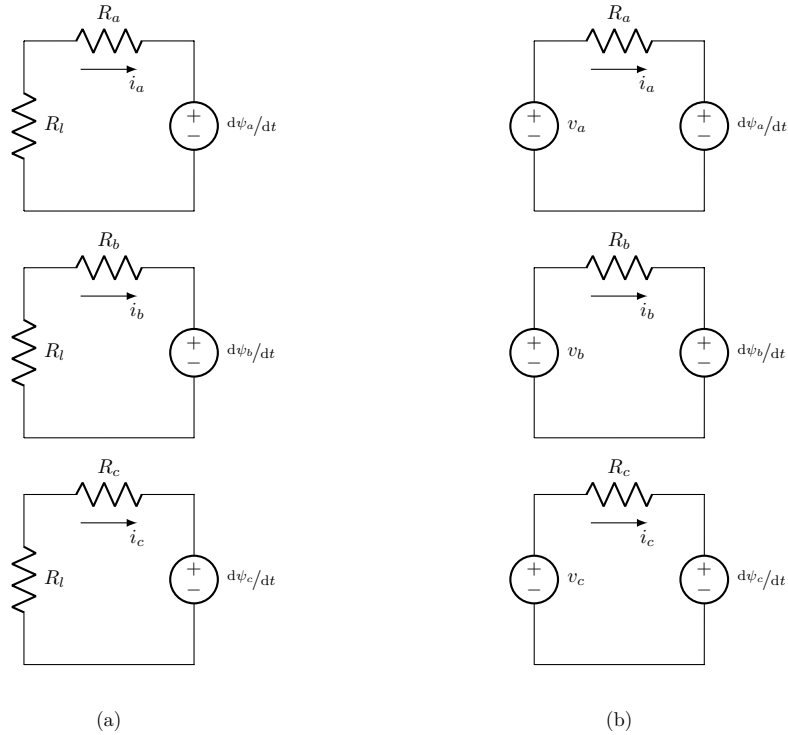 R_a R_a
i_a i_a
R_l + − dψ_a/dt v_a + − + − dψ_a/dt
R_b R_b
i_b i_b
R_l + − dψ_b/dt v_b + − + − dψ_b/dt
R_c R_c
i_c i_c
R_l + − dψ_c/dt v_c + − + − dψ_c/dt
(a) (b)